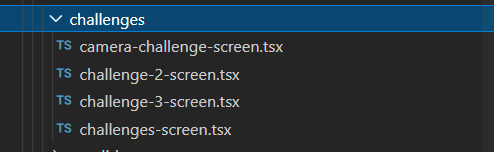 challenges
TS camera-challenge-screen.tsx
TS challenge-2-screen.tsx
TS challenge-3-screen.tsx
TS challenges-screen.tsx